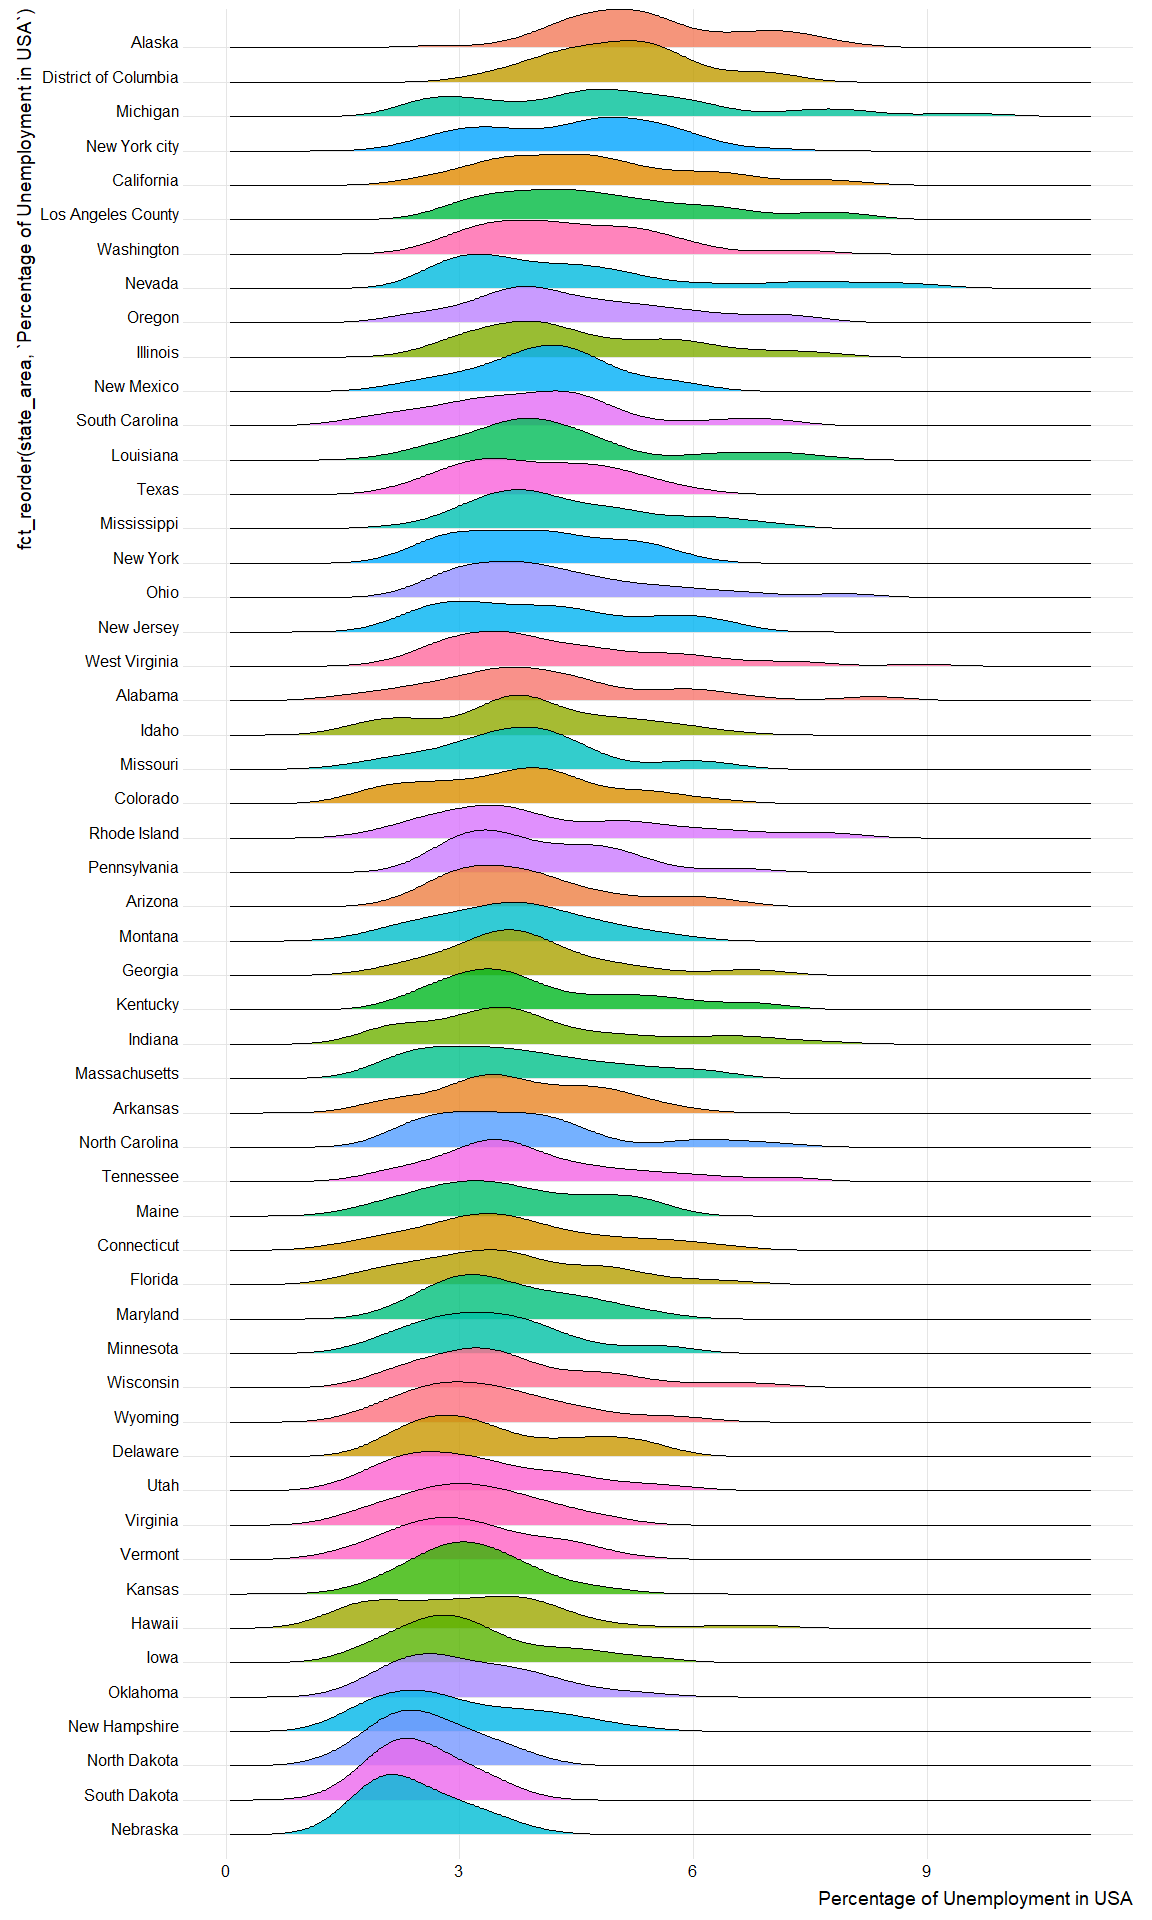 fct_reorder(state_area, `Percentage of Unemployment in USA`)
Alaska
District of Columbia
Michigan
New York city
California
Los Angeles County
Washington
Nevada
Oregon
Illinois
New Mexico
South Carolina
Louisiana
Texas
Mississippi
New York
Ohio
New Jersey
West Virginia
Alabama
Idaho
Missouri
Colorado
Rhode Island
Pennsylvania
Arizona
Montana
Georgia
Kentucky
Indiana
Massachusetts
Arkansas
North Carolina
Tennessee
Maine
Connecticut
Florida
Maryland
Minnesota
Wisconsin
Wyoming
Delaware
Utah
Virginia
Vermont
Kansas
Hawaii
Iowa
Oklahoma
New Hampshire
North Dakota
South Dakota
Nebraska
0 3 6 9
Percentage of Unemployment in USA